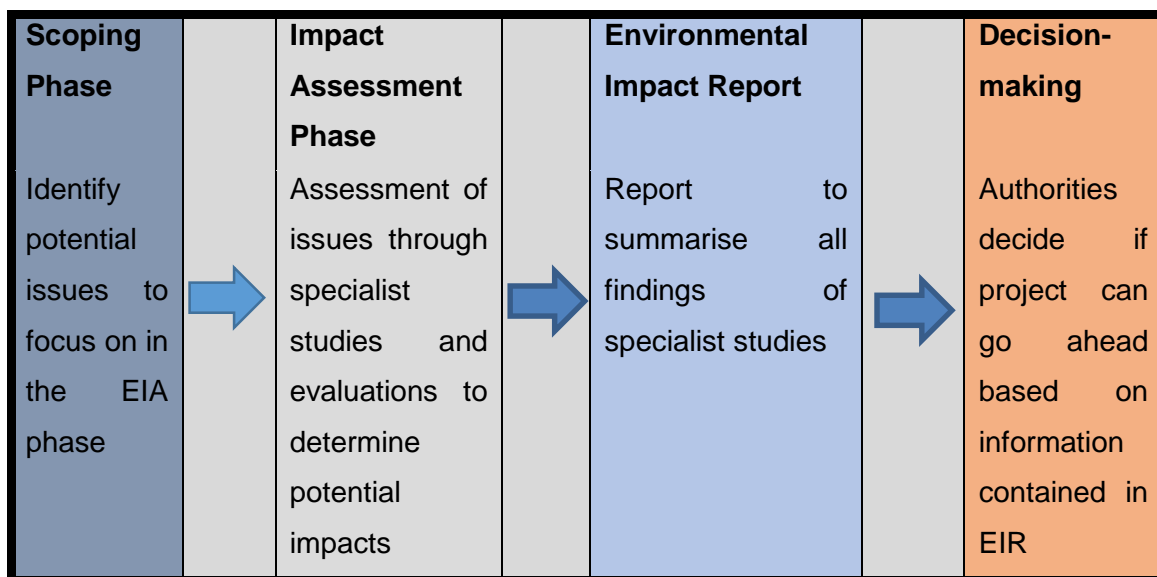 Scoping
Phase
Identify
potential
issues to
focus on in
the EIA
phase
Impact
Assessment
Phase
Assessment of
issues through
specialist
studies and
evaluations to
determine
potential
impacts
Environmental
Impact Report
Report to
summarise all
findings of
specialist studies
Decision-
making
Authorities
decide if
project can
go ahead
based on
information
contained in
EIR